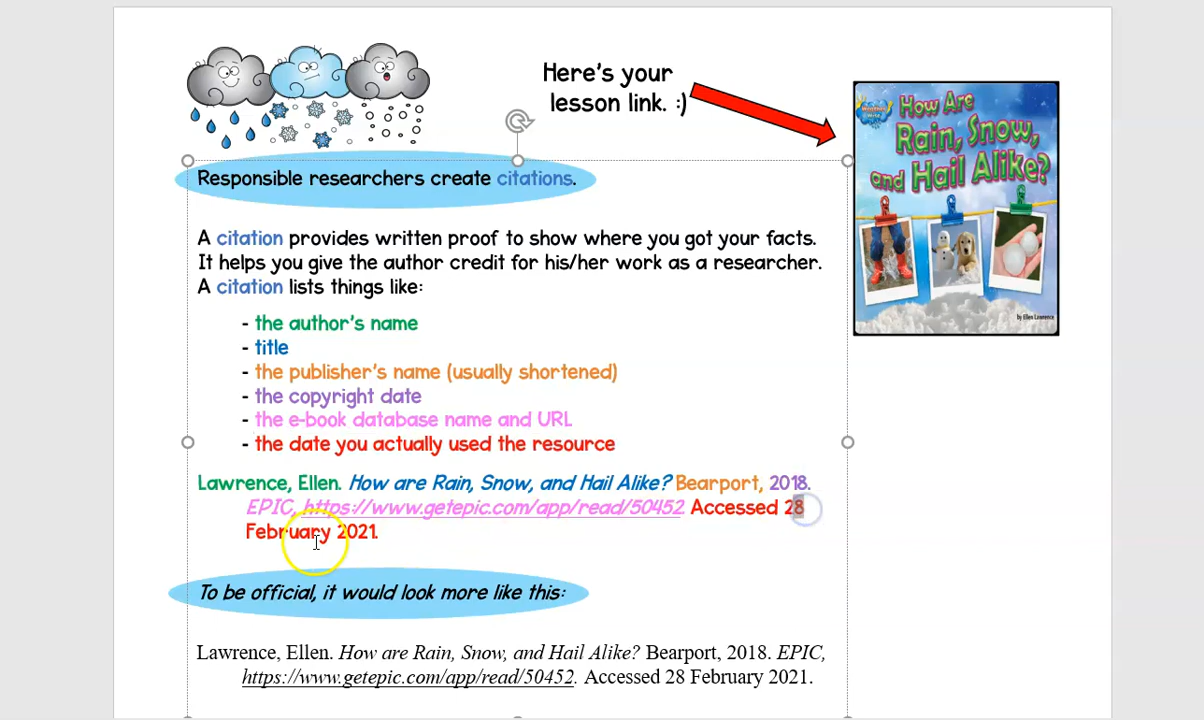 Here's your
lesson link. :)
How Are
Rain, Snow,
and Hail Alike?
by Ellen Lawrence
Responsible researchers create citations.
A citation provides written proof to show where you got your facts.
It helps you give the author credit for his/her work as a researcher.
A citation lists things like:
- the author's name
- title
- the publisher's name (usually shortened)
- the copyright date
- the e-book database name and URL
- the date you actually used the resource
Lawrence, Ellen. How are Rain, Snow, and Hail Alike? Bearport, 2018.
EPIC, https://www.getepic.com/app/read/50452 Accessed 28
February 2021.
To be official, it would look more like this:
Lawrence, Ellen. How are Rain, Snow, and Hail Alike? Bearport, 2018. EPIC,
https://www.getepic.com/app/read/50452. Accessed 28 February 2021.